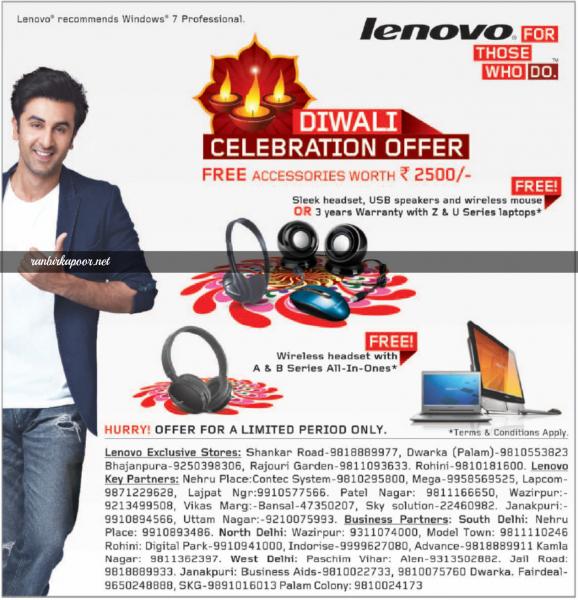 Lenovo® recommends Windows® 7 Professional.
lenovo® FOR
THOSE
WHO DO.™
DIWALI
CELEBRATION OFFER
FREE ACCESSORIES WORTH ₹ 2500/-
FREE!
Sleek headset, USB speakers and wireless mouse
OR 3 years Warranty with Z & U Series laptops*
ranbirkapoor.net
FREE!
Wireless headset with
A & B Series All-In-Ones*
HURRY! OFFER FOR A LIMITED PERIOD ONLY.
*Terms & Conditions Apply.
Lenovo Exclusive Stores: Shankar Road-9818889977, Dwarka (Palam)-9810553823
Bhajanpura-9250398306, Rajouri Garden-9811093633. Rohini-9810181600. Lenovo
Key Partners: Nehru Place:Contec System-9810295800, Mega-9958569525, Lapcom-
9871229628, Lajpat Ngr:9910577566. Patel Nagar: 9811166650, Wazirpur:-
9213499508, Vikas Marg:-Bansal-47350207, Sky solution-22460982. Janakpuri:-
9910894566, Uttam Nagar:-9210075993. Business Partners: South Delhi: Nehru
Place: 9910893486. North Delhi: Wazirpur: 9311074000, Model Town: 9811110246
Rohini: Digital Park-9910941000, Indorise-9999627080, Advance-9818889911 Kamla
Nagar: 9811362397. West Delhi: Paschim Vihar: Alen-9313502882. Jail Road:
9818889933. Janakpuri: Business Aids-9810022733, 9810075760 Dwarka. Fairdeal-
9650248888, SKG-9891016013 Palam Colony: 9810024173